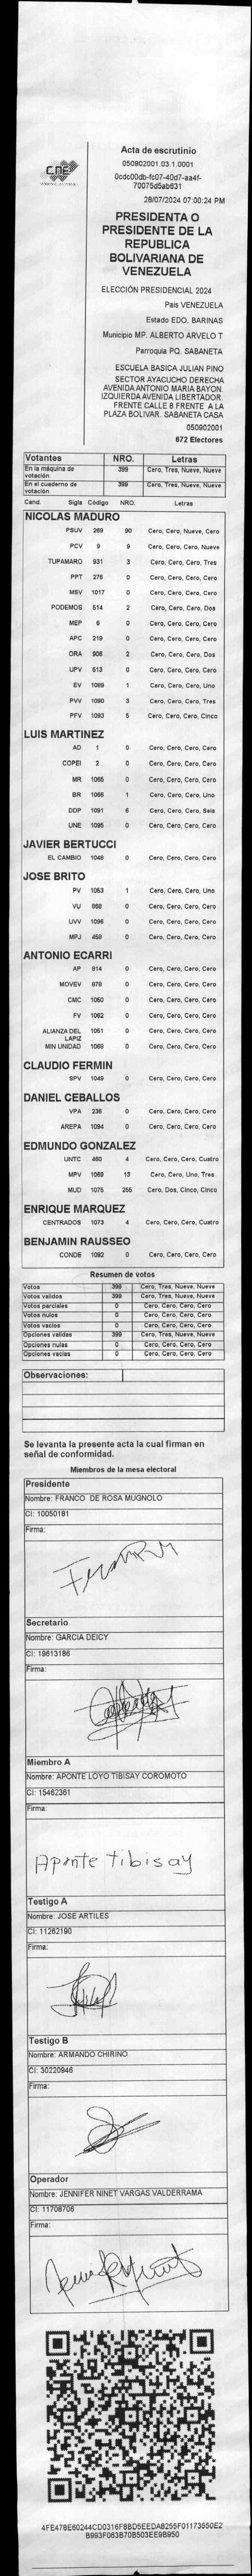 CNE
Acta de escrutinio
050902001.03.1.0001
0cdc00db-fc07-40d7-aa4f-
70075d5ab631
28/07/2024 07:00:24 PM
PRESIDENTA O
PRESIDENTE DE LA
REPUBLICA
BOLIVARIANA DE
VENEZUELA
ELECCIÓN PRESIDENCIAL 2024
Pais VENEZUELA
Estado EDO. BARINAS
Municipio MP. ALBERTO ARVELO T
Parroquia PQ. SABANETA
ESCUELA BASICA JULIAN PINO
SECTOR AYACUCHO DERECHA
AVENIDA ANTONIO MARIA BAYON.
IZQUIERDA AVENIDA LIBERTADOR.
FRENTE CALLE 6 FRENTE A LA
PLAZA BOLIVAR. SABANETA CASA
050902001
672 Electores
Votantes NRO. Letras
En la máquina de votación 399 Cero, Tres, Nueve, Nueve
En el cuaderno de votación 399 Cero, Tres, Nueve, Nueve
Cand. Sigla Código NRO. Letras
NICOLAS MADURO
PSUV 269 90 Cero, Cero, Nueve, Cero
PCV 9 9 Cero, Cero, Cero, Nueve
TUPAMARO 931 3 Cero, Cero, Cero, Tres
PPT 276 0 Cero, Cero, Cero, Cero
MSV 1017 0 Cero, Cero, Cero, Cero
PODEMOS 514 2 Cero, Cero, Cero, Dos
MEP 6 0 Cero, Cero, Cero, Cero
APC 219 0 Cero, Cero, Cero, Cero
ORA 906 2 Cero, Cero, Cero, Dos
UPV 513 0 Cero, Cero, Cero, Cero
EV 1089 1 Cero, Cero, Cero, Uno
PVV 1090 3 Cero, Cero, Cero, Tres
PFV 1093 5 Cero, Cero, Cero, Cinco
LUIS MARTINEZ
AD 1 0 Cero, Cero, Cero, Cero
COPEI 2 0 Cero, Cero, Cero, Cero
MR 1065 0 Cero, Cero, Cero, Cero
BR 1066 1 Cero, Cero, Cero, Uno
DDP 1091 6 Cero, Cero, Cero, Seis
UNE 1095 0 Cero, Cero, Cero, Cero
JAVIER BERTUCCI
EL CAMBIO 1046 0 Cero, Cero, Cero, Cero
JOSE BRITO
PV 1053 1 Cero, Cero, Cero, Uno
VU 868 0 Cero, Cero, Cero, Cero
UVV 1096 0 Cero, Cero, Cero, Cero
MPJ 458 0 Cero, Cero, Cero, Cero
ANTONIO ECARRI
AP 914 0 Cero, Cero, Cero, Cero
MOVEV 979 0 Cero, Cero, Cero, Cero
CMC 1050 0 Cero, Cero, Cero, Cero
FV 1062 0 Cero, Cero, Cero, Cero
ALIANZA DEL LAPIZ 1051 0 Cero, Cero, Cero, Cero
MIN UNIDAD 1068 0 Cero, Cero, Cero, Cero
CLAUDIO FERMIN
SPV 1049 0 Cero, Cero, Cero, Cero
DANIEL CEBALLOS
VPA 236 0 Cero, Cero, Cero, Cero
AREPA 1094 0 Cero, Cero, Cero, Cero
EDMUNDO GONZALEZ
UNTC 460 4 Cero, Cero, Cero, Cuatro
MPV 1069 13 Cero, Cero, Uno, Tres
MUD 1075 255 Cero, Dos, Cinco, Cinco
ENRIQUE MARQUEZ
CENTRADOS 1073 4 Cero, Cero, Cero, Cuatro
BENJAMIN RAUSSEO
CONDE 1092 0 Cero, Cero, Cero, Cero
Resumen de votos
Votos 399 Cero, Tres, Nueve, Nueve
Votos validos 399 Cero, Tres, Nueve, Nueve
Votos parciales 0 Cero, Cero, Cero, Cero
Votos nulos 0 Cero, Cero, Cero, Cero
Votos vacios 0 Cero, Cero, Cero, Cero
Opciones validas 399 Cero, Tres, Nueve, Nueve
Opciones nulas 0 Cero, Cero, Cero, Cero
Opciones vacias 0 Cero, Cero, Cero, Cero
Observaciones:
Se levanta la presente acta la cual firman en
señal de conformidad.
Miembros de la mesa electoral
Presidente
Nombre: FRANCO DE ROSA MUGNOLO
CI: 10050181
Firma:
Secretario
Nombre: GARCIA DEICY
CI: 19613186
Firma:
Miembro A
Nombre: APONTE LOYO TIBISAY COROMOTO
CI: 15462361
Firma:
Aponte tibisay
Testigo A
Nombre: JOSE ARTILES
CI: 11262190
Firma:
Testigo B
Nombre: ARMANDO CHIRINO
CI: 30220946
Firma:
Operador
Nombre: JENNIFER NINET VARGAS VALDERRAMA
CI: 11708706
Firma:
4FE478E60244CD0316F8BD5EEDA8255F01173550E2
B993F063B70B503EE9B950